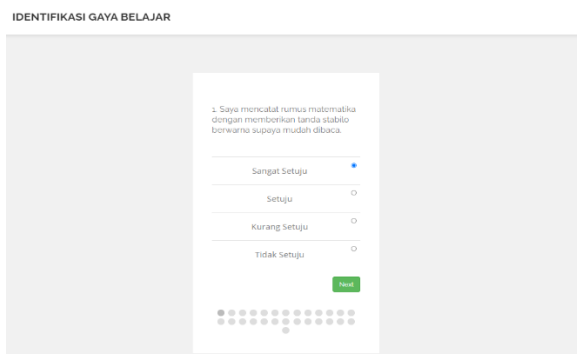 IDENTIFIKASI GAYA BELAJAR
1. Saya mencatat rumus matematika
dengan memberikan tanda stabilo
berwarna supaya mudah dibaca.
Sangat Setuju
Setuju
Kurang Setuju
Tidak Setuju
Next